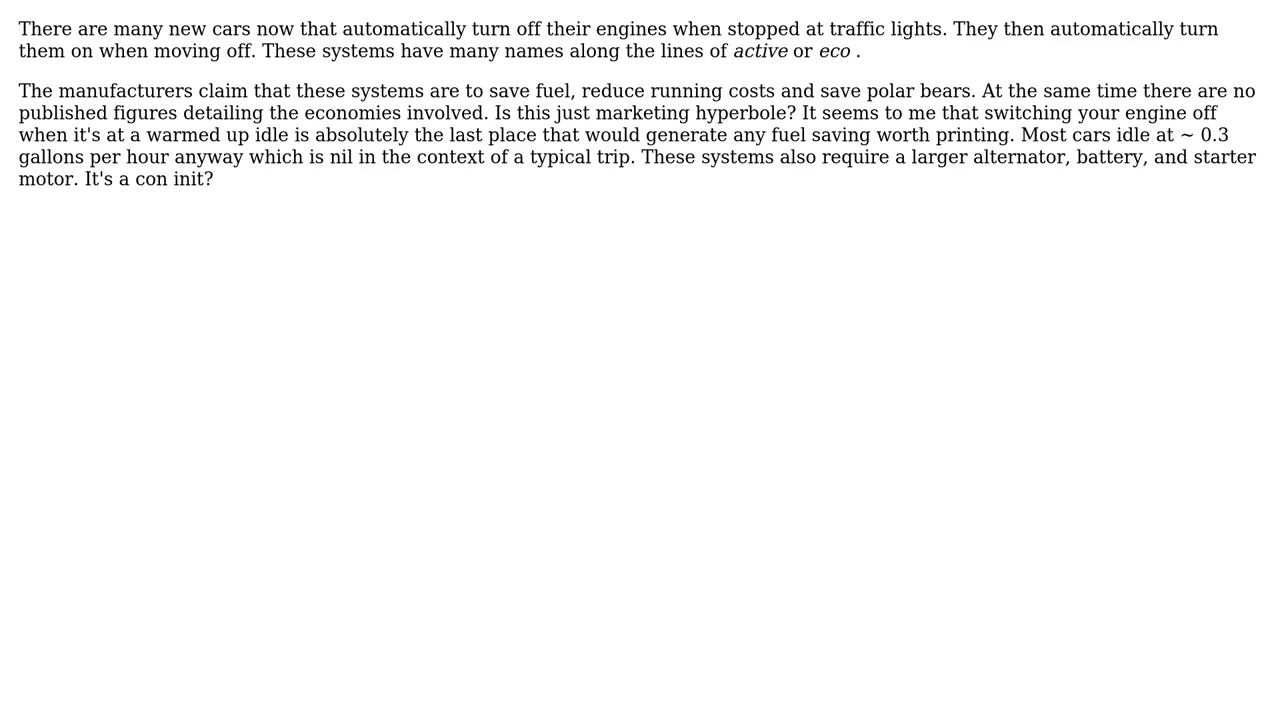 There are many new cars now that automatically turn off their engines when stopped at traffic lights. They then automatically turn
them on when moving off. These systems have many names along the lines of active or eco .
The manufacturers claim that these systems are to save fuel, reduce running costs and save polar bears. At the same time there are no
published figures detailing the economies involved. Is this just marketing hyperbole? It seems to me that switching your engine off
when it's at a warmed up idle is absolutely the last place that would generate any fuel saving worth printing. Most cars idle at ~ 0.3
gallons per hour anyway which is nil in the context of a typical trip. These systems also require a larger alternator, battery, and starter
motor. It's a con init?